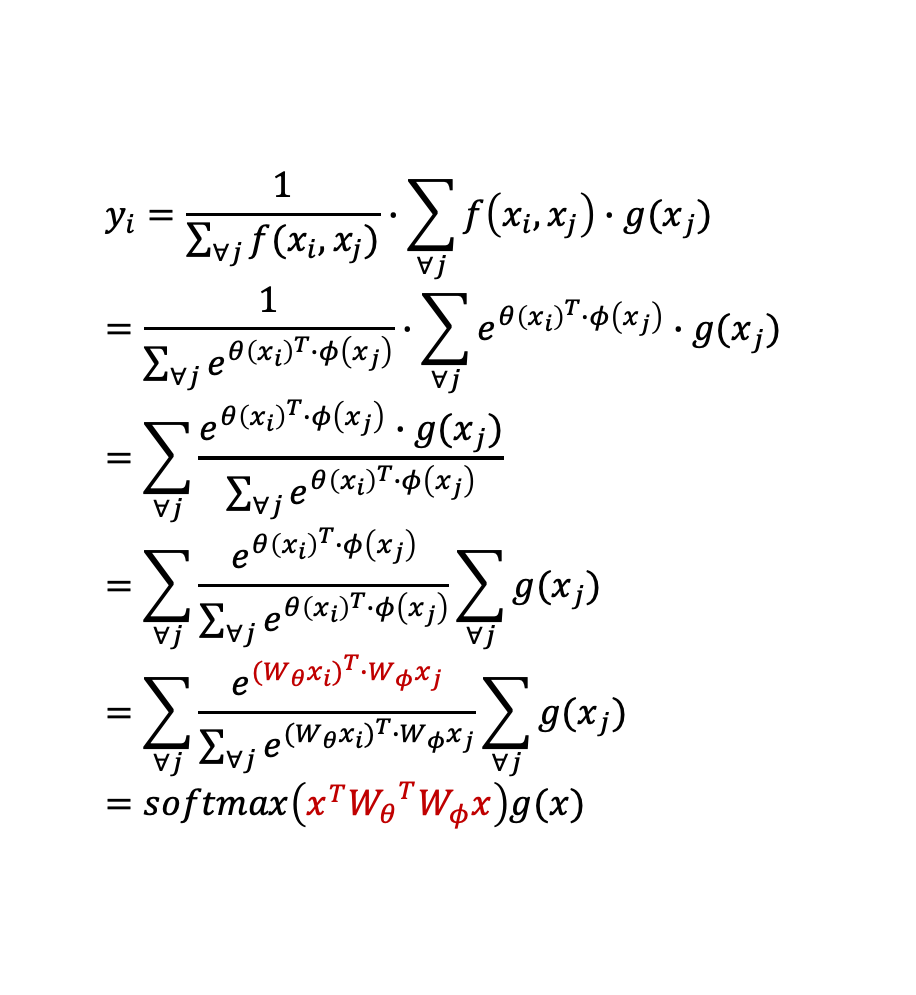 $y_i = \frac{1}{\sum_{\forall j} f(x_i, x_j)} \cdot \sum_{\forall j} f(x_i, x_j) \cdot g(x_j)$
$= \frac{1}{\sum_{\forall j} e^{\theta(x_i)^T \cdot \phi(x_j)}} \cdot \sum_{\forall j} e^{\theta(x_i)^T \cdot \phi(x_j)} \cdot g(x_j)$
$= \sum_{\forall j} \frac{e^{\theta(x_i)^T \cdot \phi(x_j)} \cdot g(x_j)}{\sum_{\forall j} e^{\theta(x_i)^T \cdot \phi(x_j)}}$
$= \sum_{\forall j} \frac{e^{\theta(x_i)^T \cdot \phi(x_j)}}{\sum_{\forall j} e^{\theta(x_i)^T \cdot \phi(x_j)}} \sum_{\forall j} g(x_j)$
$= \sum_{\forall j} \frac{e^{(W_\theta x_i)^T \cdot W_\phi x_j}}{\sum_{\forall j} e^{(W_\theta x_i)^T \cdot W_\phi x_j}} \sum_{\forall j} g(x_j)$
$= softmax(x^T {W_\theta}^T W_\phi x) g(x)$